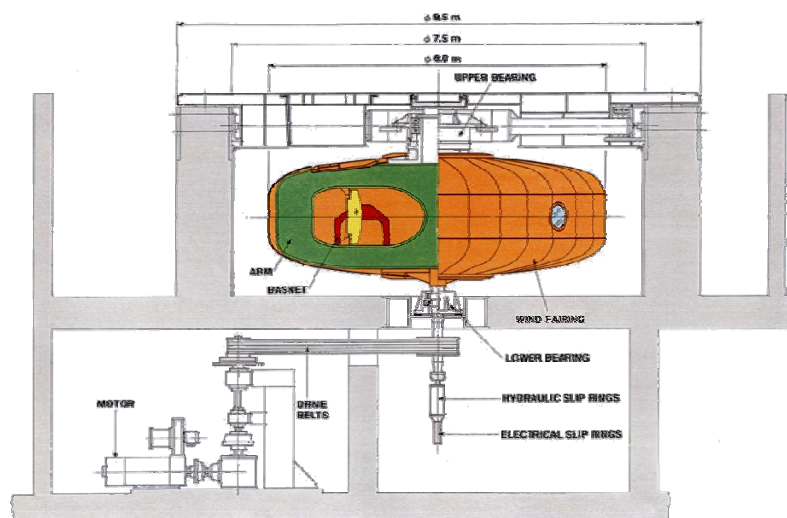 ϕ 9.5 m
ϕ 7.5 m
ϕ 6.0 m
UPPER BEARING
ARM
BASKET
WIND FAIRING
LOWER BEARING
MOTOR
DRIVE
BELTS
HYDRAULIC SLIP RINGS
ELECTRICAL SLIP RINGS